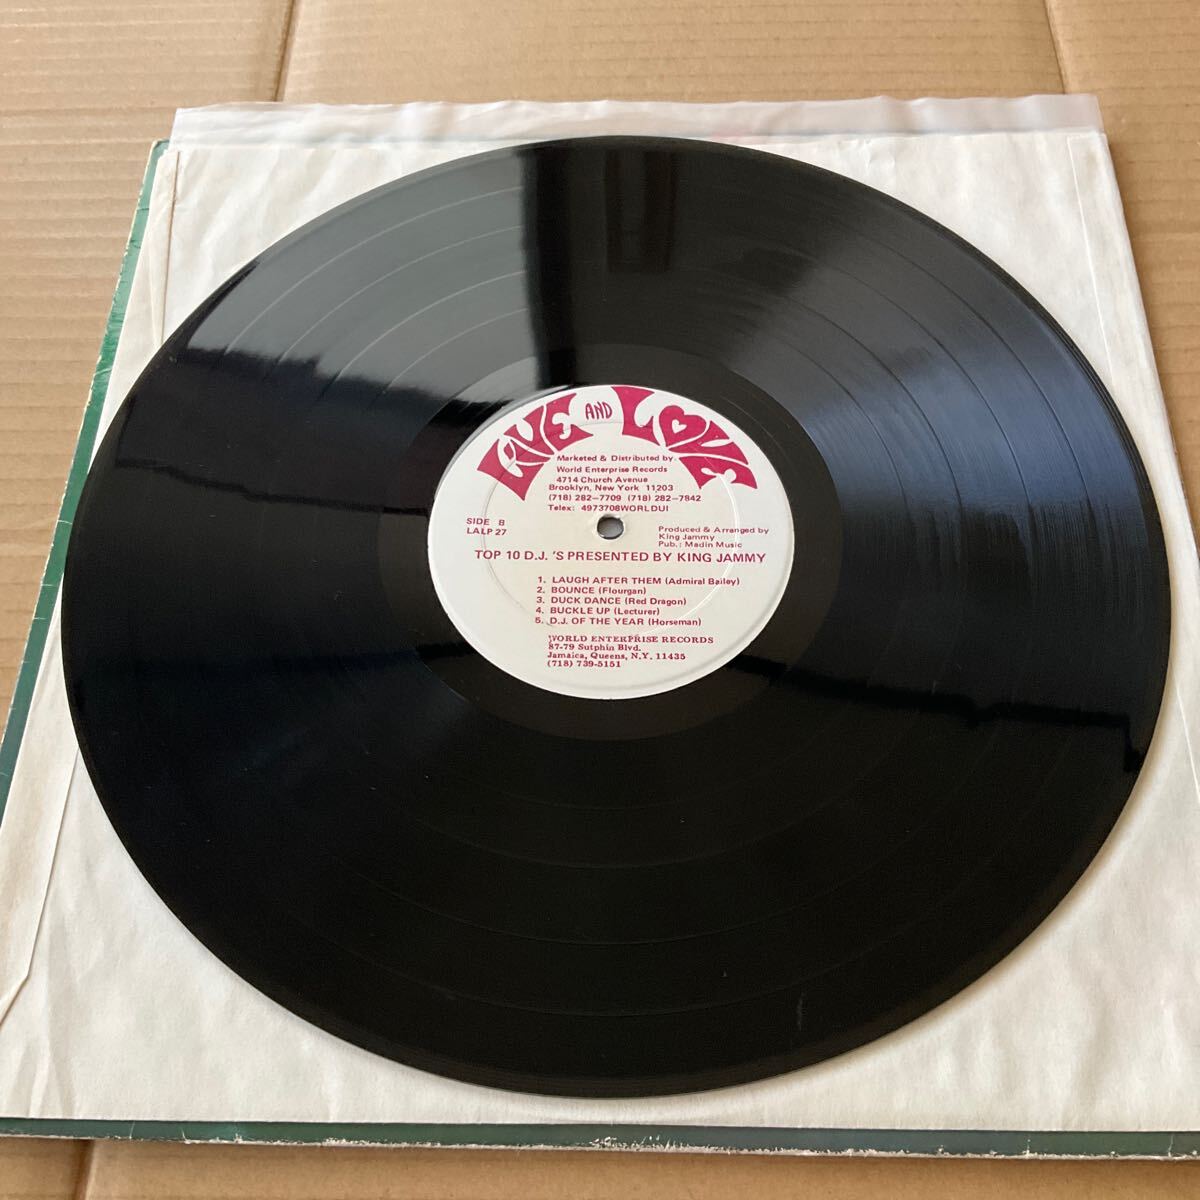 LIVE AND LOVE
Marketed & Distributed by:
World Enterprise Records
4714 Church Avenue
Brooklyn, New York 11203
(718) 282-7709 (718) 282-7842
Telex: 4973708WORLDUI
SIDE B
LALP 27
Produced & Arranged by
King Jammy
Pub.: Madin Music
TOP 10 D.J. 'S PRESENTED BY KING JAMMY
1. LAUGH AFTER THEM (Admiral Bailey)
2. BOUNCE (Flourgan)
3. DUCK DANCE (Red Dragon)
4. BUCKLE UP (Lecturer)
5. D.J. OF THE YEAR (Horseman)
WORLD ENTERPRISE RECORDS
87-79 Sutphin Blvd.
Jamaica, Queens, N.Y. 11435
(718) 739-5151